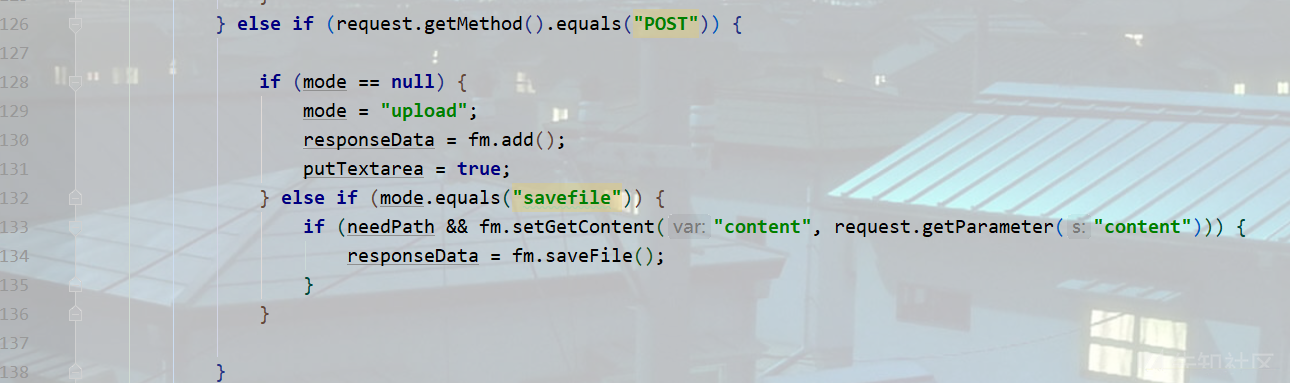 126 } else if (request.getMethod().equals("POST")) {
127
128 if (mode == null) {
129 mode = "upload";
130 responseData = fm.add();
131 putTextarea = true;
132 } else if (mode.equals("savefile")) {
133 if (needPath && fm.setGetContent( var: "content", request.getParameter( s: "content"))) {
134 responseData = fm.saveFile();
135 }
136 }
137
138 }
知社区